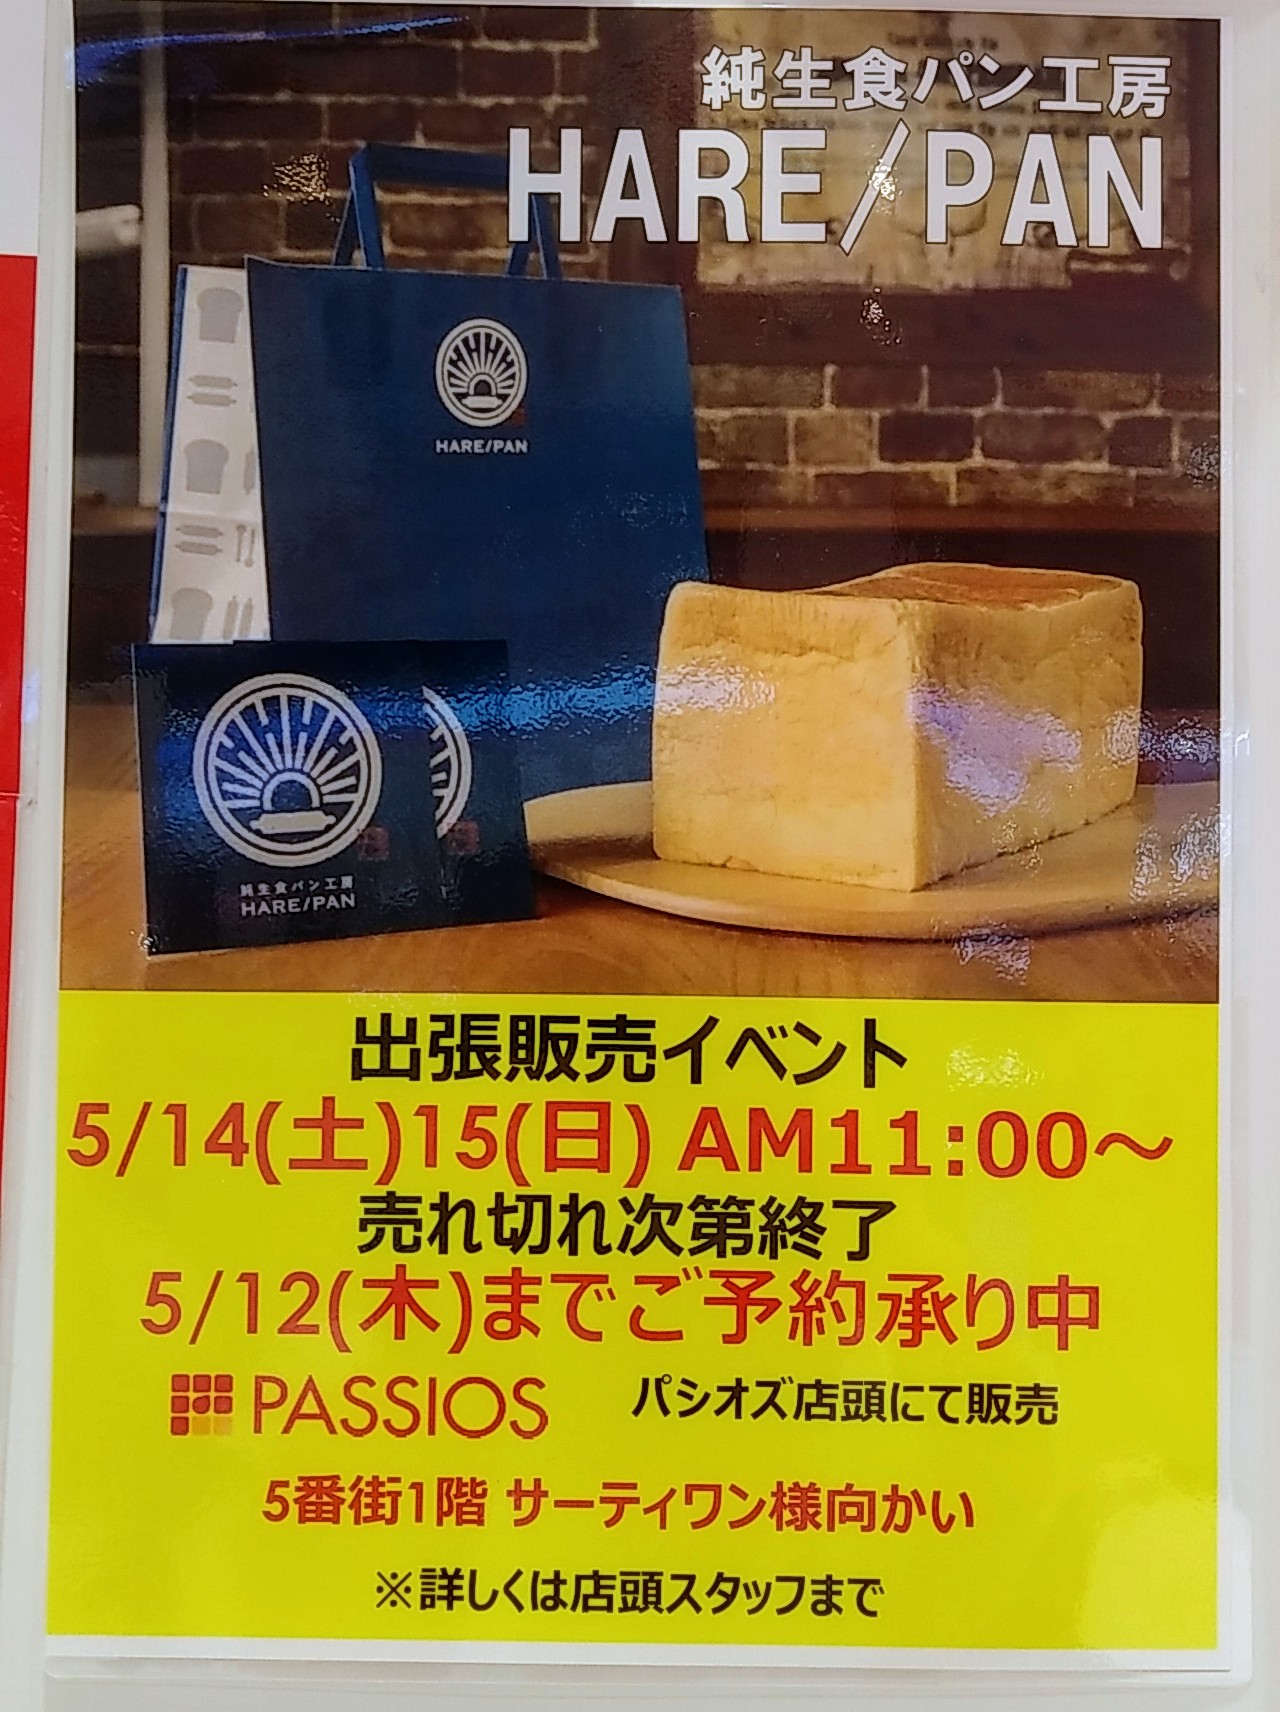 純生食パン工房
HARE/PAN
HARE/PAN
純生食パン工房
HARE/PAN
出張販売イベント
5/14(土)15(日) AM11:00～
売れ切れ次第終了
5/12(木)までご予約承り中
PASSIOS パシオズ店頭にて販売
5番街1階 サーティワン様向かい
※詳しくは店頭スタッフまで